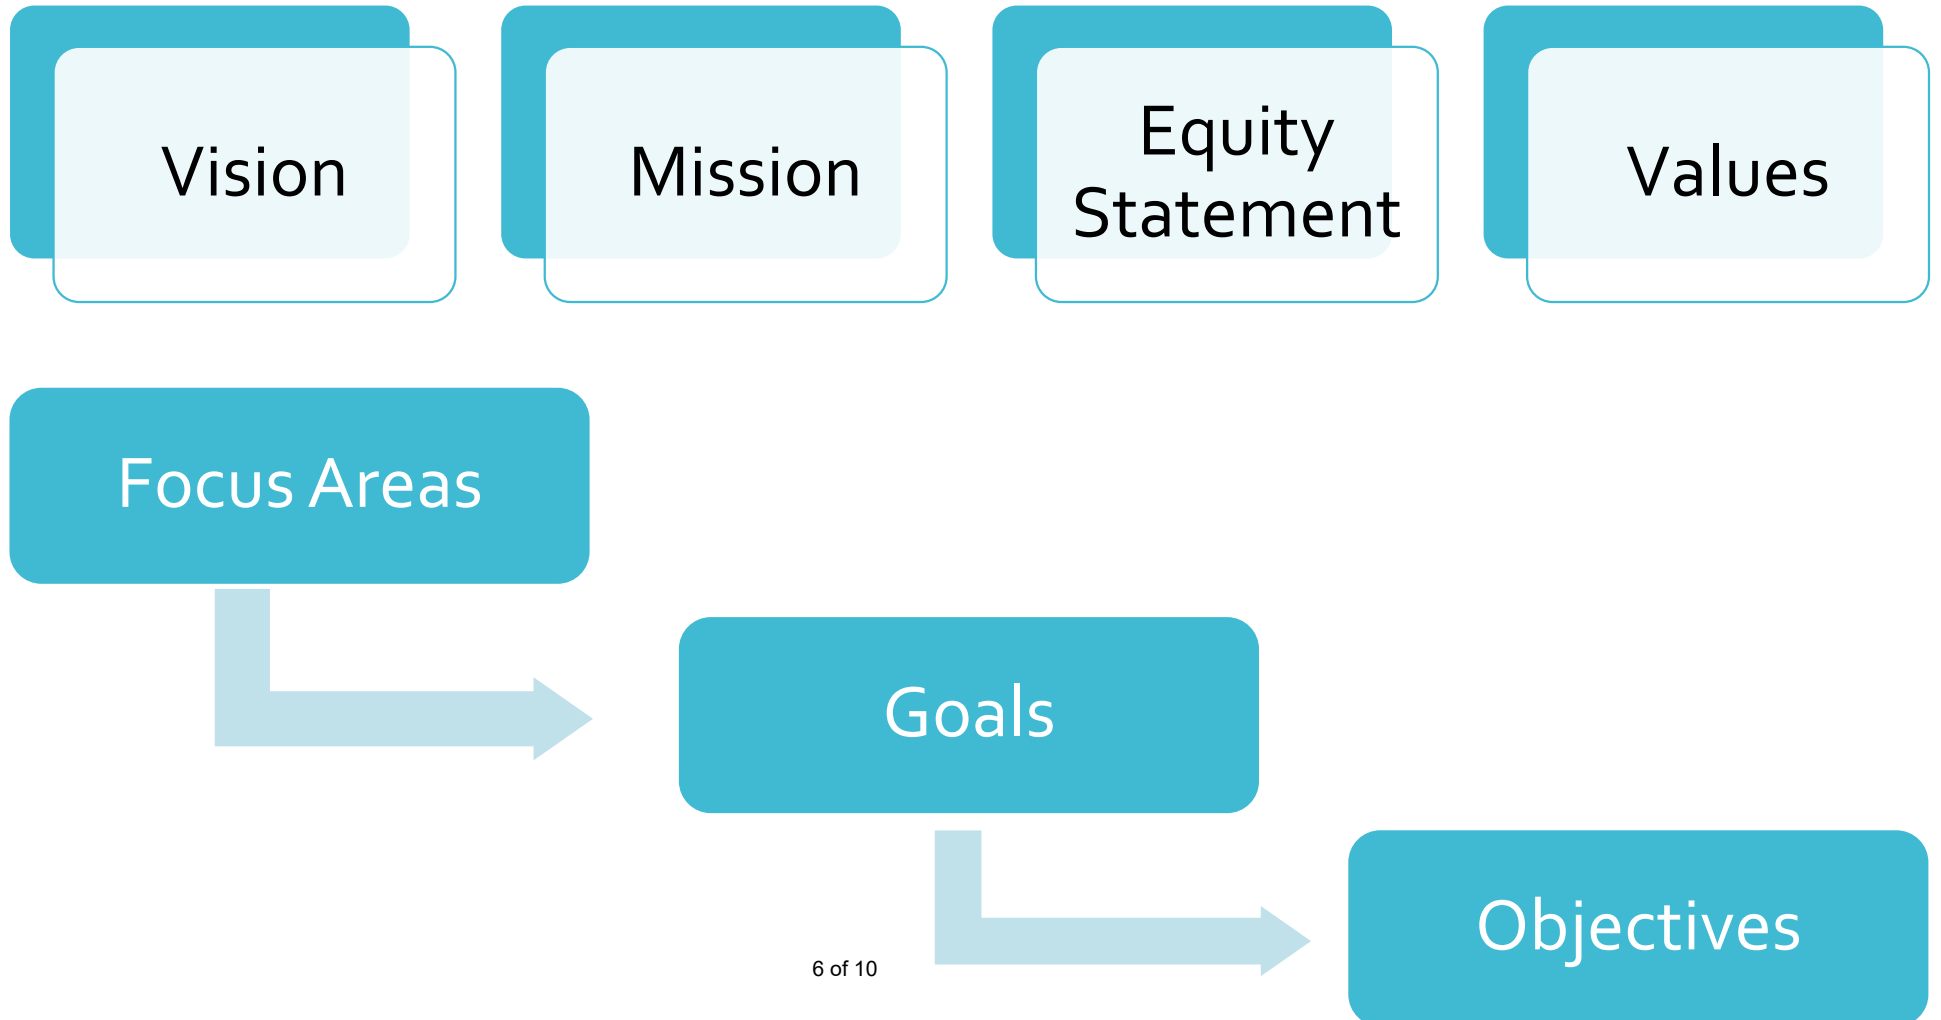 Vision
Mission
Equity
Statement
Values
Focus Areas
Goals
Objectives
6 of 10